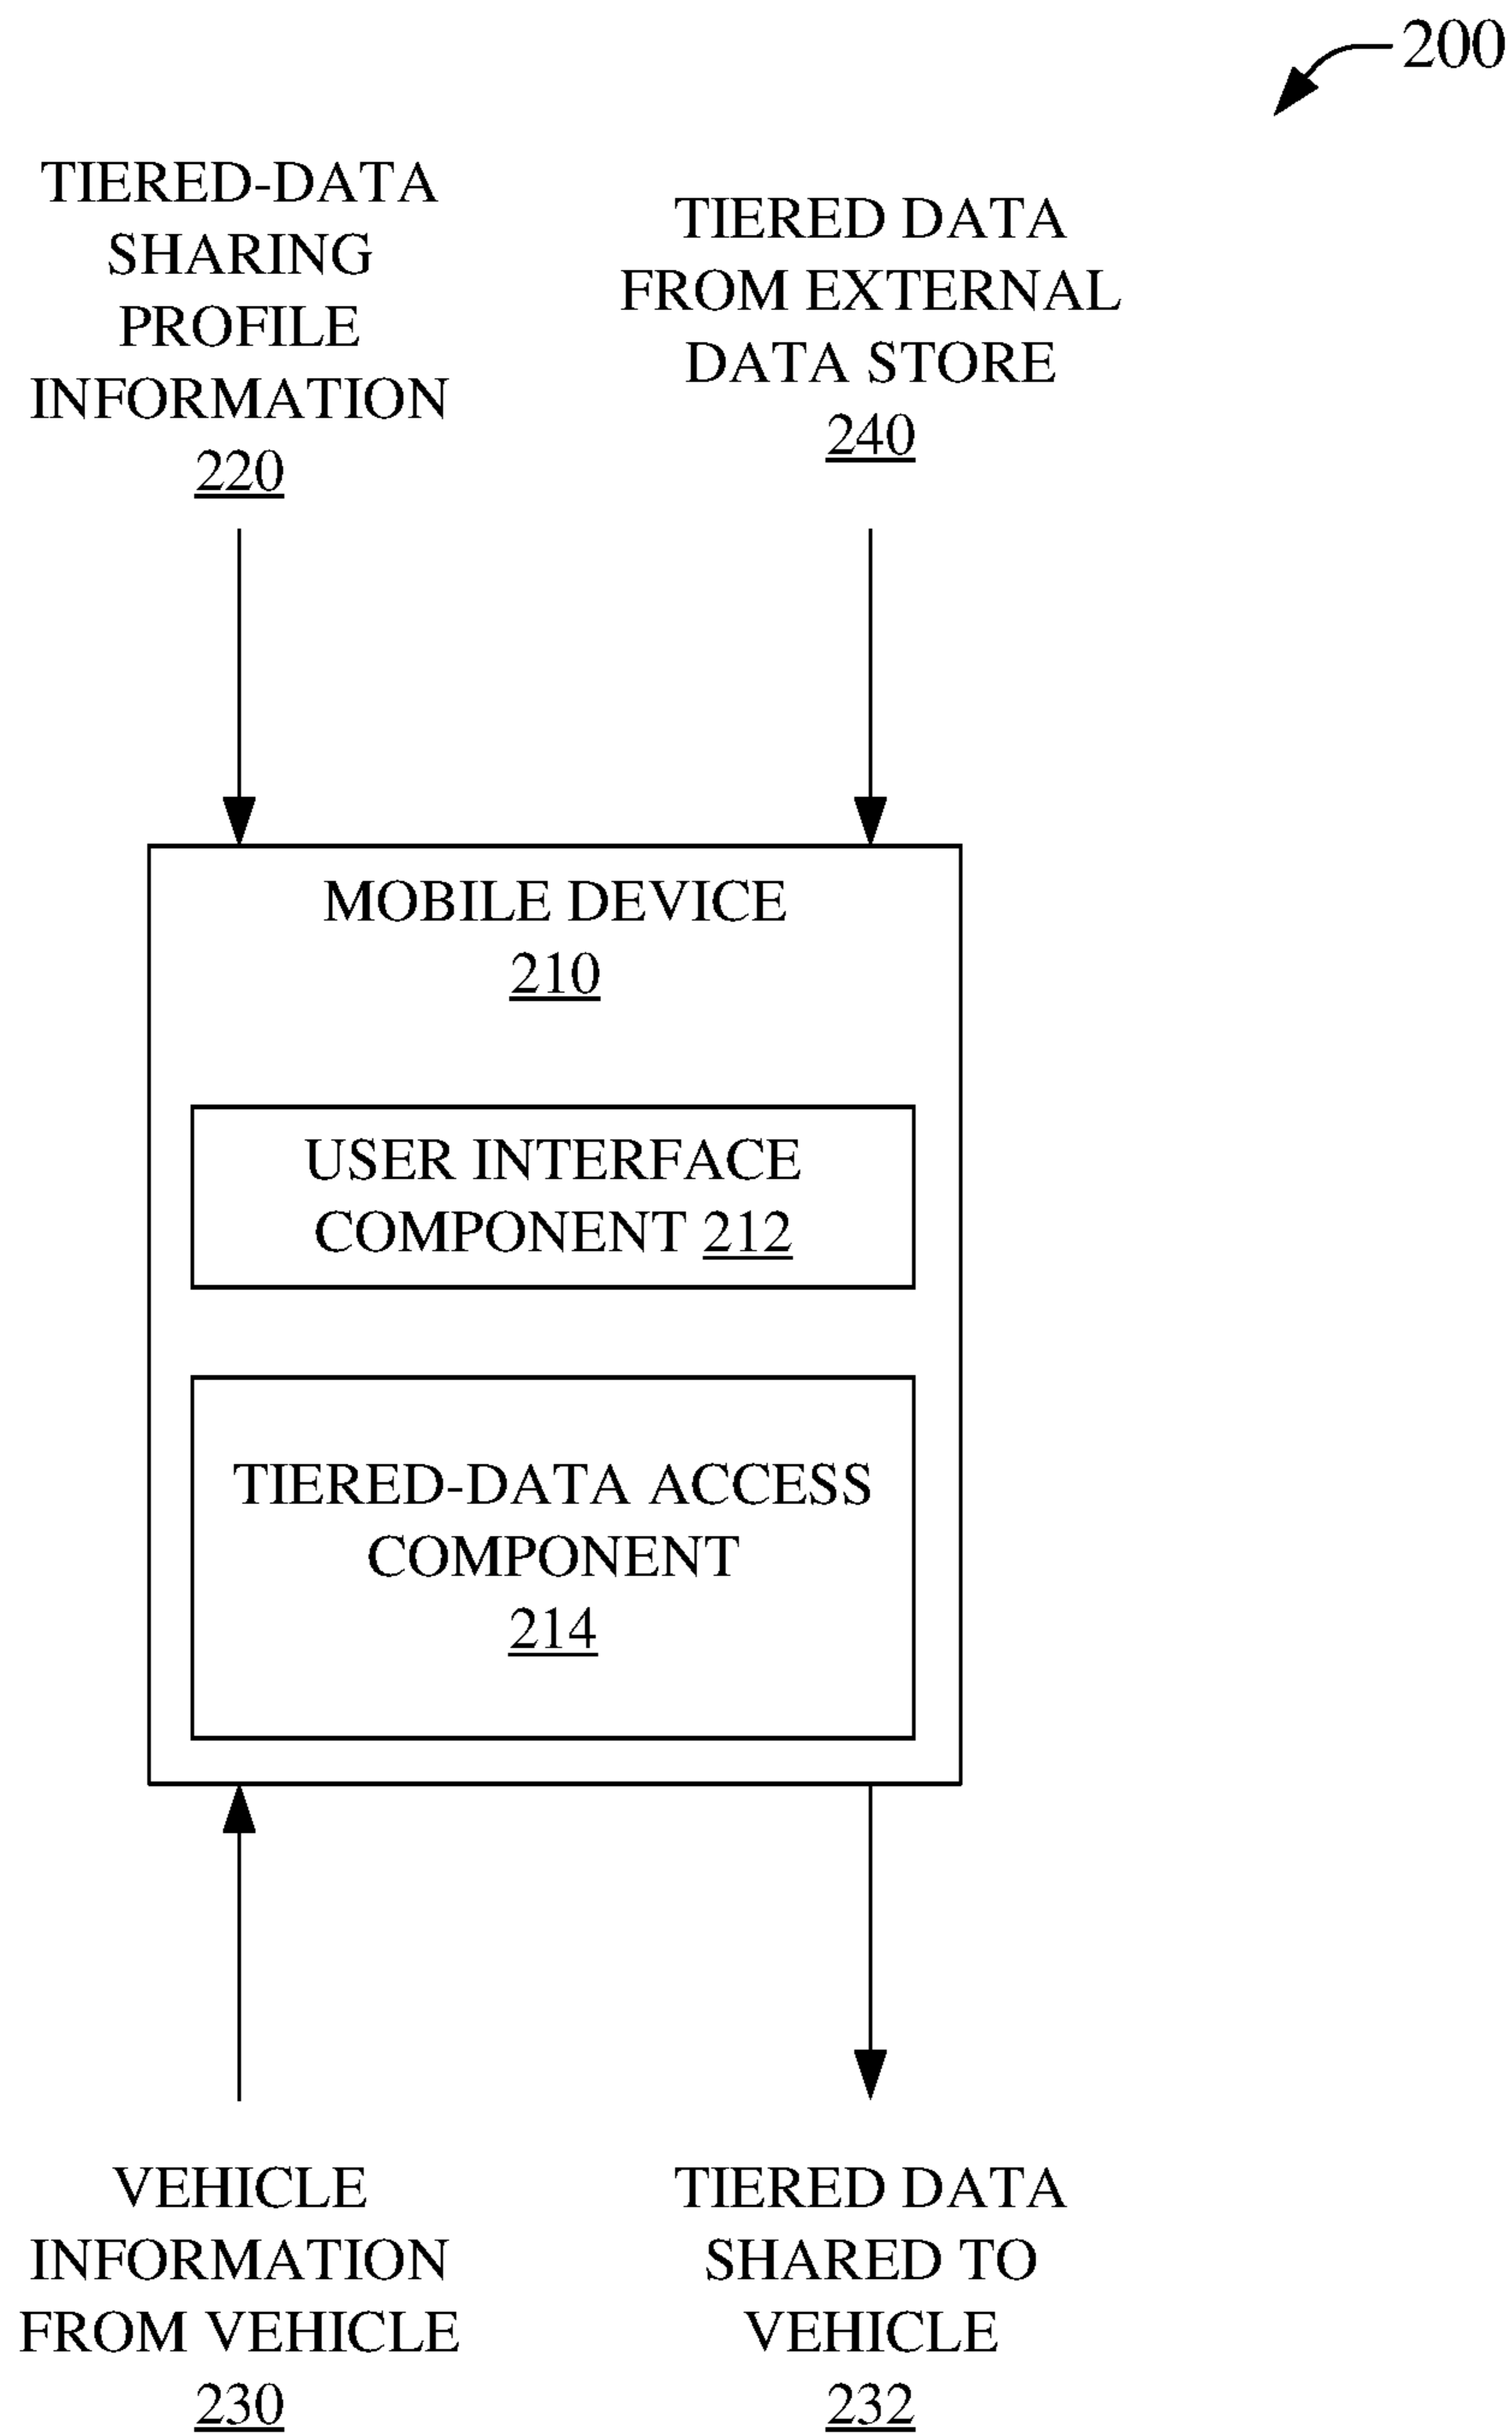 200
TIERED-DATA
SHARING
PROFILE
INFORMATION
220
TIERED DATA
FROM EXTERNAL
DATA STORE
240
MOBILE DEVICE
210
USER INTERFACE
COMPONENT 212
TIERED-DATA ACCESS
COMPONENT
214
VEHICLE
INFORMATION
FROM VEHICLE
230
TIERED DATA
SHARED TO
VEHICLE
232